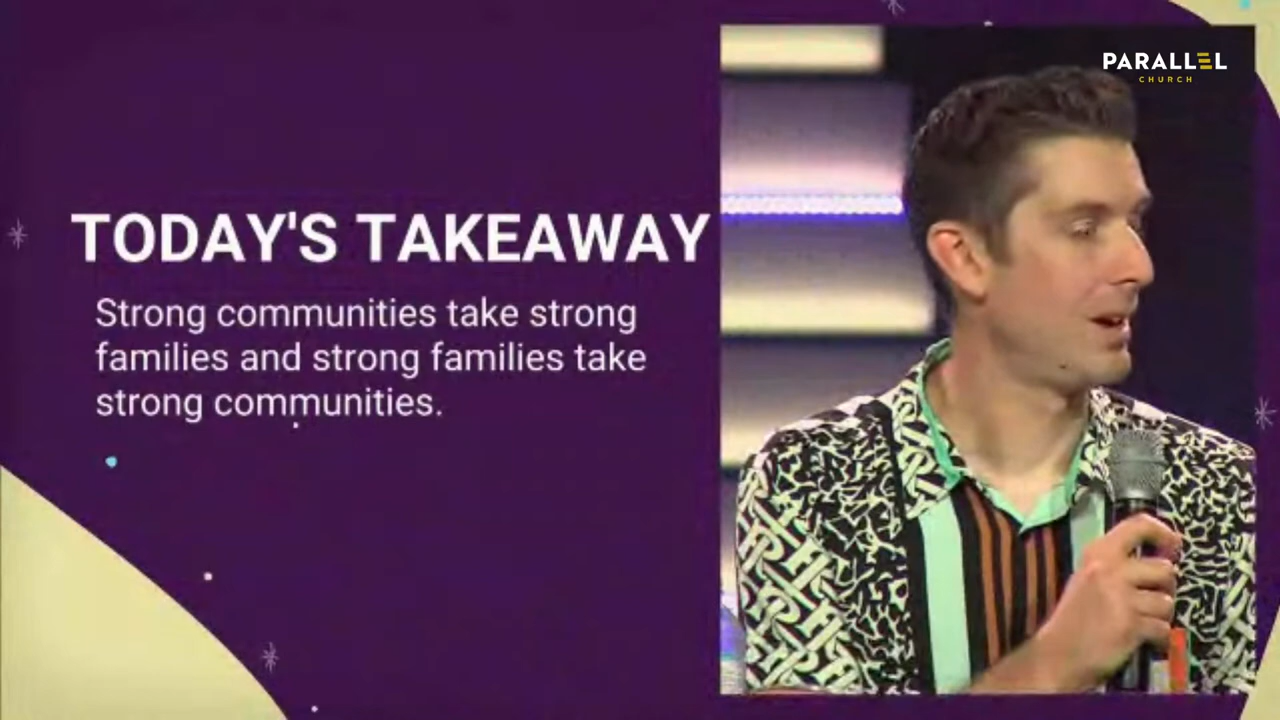 PARALLEL
CHURCH
TODAY'S TAKEAWAY
Strong communities take strong
families and strong families take
strong communities.